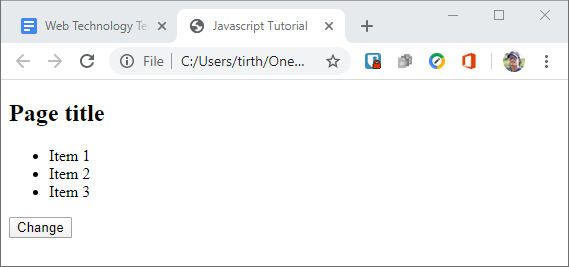 Web Technology Te
Javascript Tutorial
File
C:/Users/tirth/One...
Page title
Item 1
Item 2
Item 3
Change